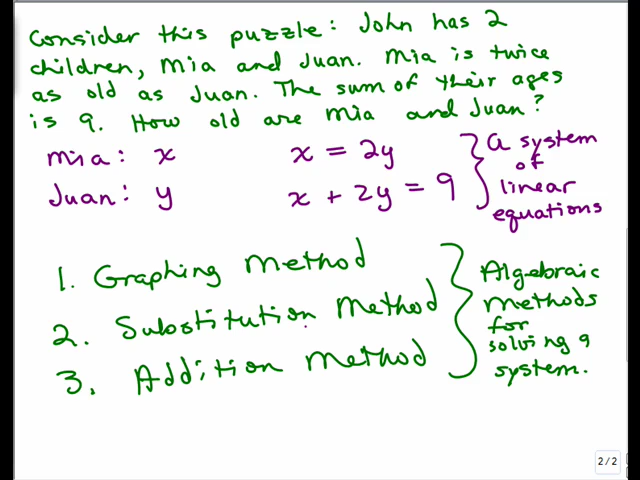 Consider this puzzle: John has 2
children, Mia and Juan. Mia is twice
as old as Juan. The sum of their ages
is 9. How old are Mia and Juan?
Mia: x x = 2y
Juan: y x + 2y = 9
a system
of
linear
equations
1. Graphing Method
2. Substitution Method
3. Addition Method
Algebraic
Methods
for
solving a
system.
2/2